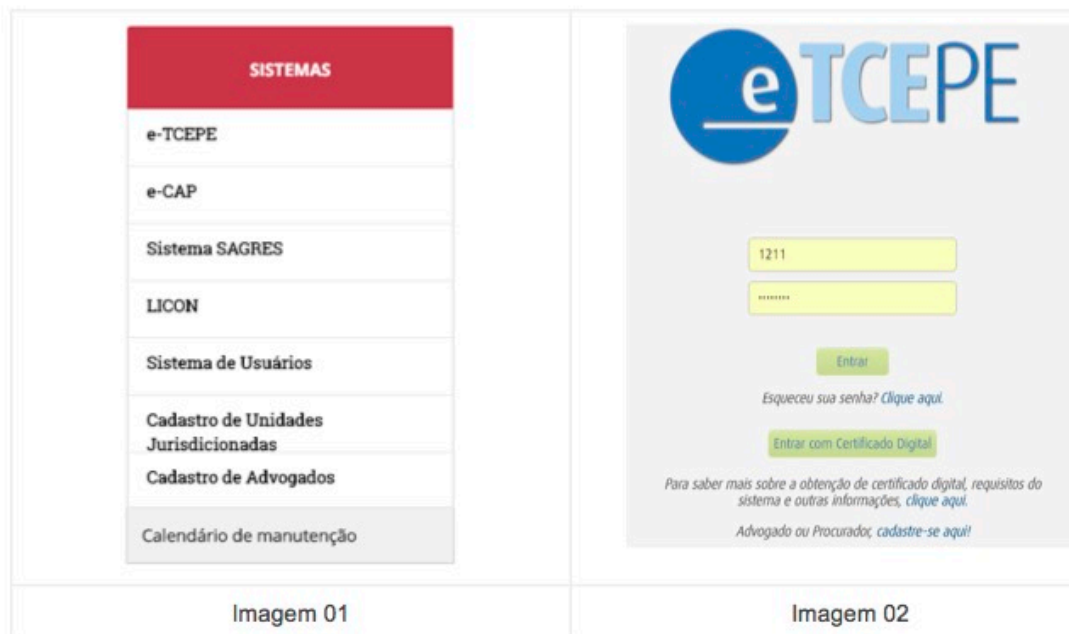 SISTEMAS
e-TCEPE
e-CAP
Sistema SAGRES
LICON
Sistema de Usuários
Cadastro de Unidades
Jurisdicionadas
Cadastro de Advogados
Calendário de manutenção
Imagem 01
eTCEPE
1211
••••••••
Entrar
Esqueceu sua senha? Clique aqui.
Entrar com Certificado Digital
Para saber mais sobre a obtenção de certificado digital, requisitos do
sistema e outras informações, clique aqui.
Advogado ou Procurador, cadastre-se aqui!
Imagem 02